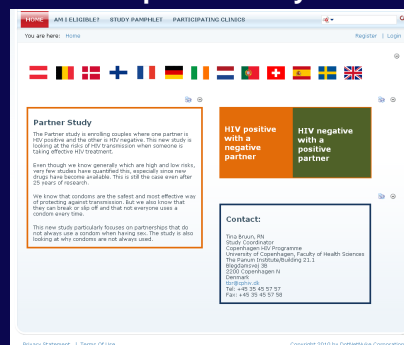 HOME AM I ELIGIBLE? STUDY PAMPHLET PARTICIPATING CLINICS
You are here: Home
Register | Login
Partner Study
The Partner study is enrolling couples where one partner is
HIV positive and the other is HIV negative. This new study is
looking at the risks of HIV transmission when someone is
taking effective HIV treatment.
Even though we know generally which are high and low risks,
very few studies have quantified this, especially since new
drugs have become available. This is still the case even after
25 years of research.
We know that condoms are the safest and most effective way
of protecting against transmission. But we also know that
they can break or slip off and that not everyone uses a
condom every time.
This new study particularly focuses on partnerships that do
not always use a condom when having sex. The study is also
looking at why condoms are not always used.
HIV positive
with a
negative
partner
HIV negative
with a
positive
partner
Contact:
Tina Bruun, RN
Study Coordinator
Copenhagen HIV Programme
University of Copenhagen, Faculty of Health Sciences
The Panum Institute/Building 21.1
Blegdamsvej 3B
2200 Copenhagen N
Denmark
tbr@cphiv.dk
Tel: +45 35 45 57 57
Fax: +45 35 45 57 58
Privacy Statement | Terms Of Use
Copyright 2010 by DotNetNuke Corporation